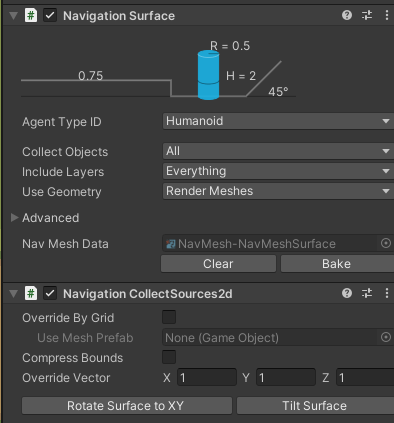 Navigation Surface
R = 0.5
0.75
H = 2
45°
Agent Type ID Humanoid
Collect Objects All
Include Layers Everything
Use Geometry Render Meshes
Advanced
Nav Mesh Data NavMesh-NavMeshSurface
Clear Bake
Navigation CollectSources2d
Override By Grid
Use Mesh Prefab None (Game Object)
Compress Bounds
Override Vector X 1 Y 1 Z 1
Rotate Surface to XY Tilt Surface